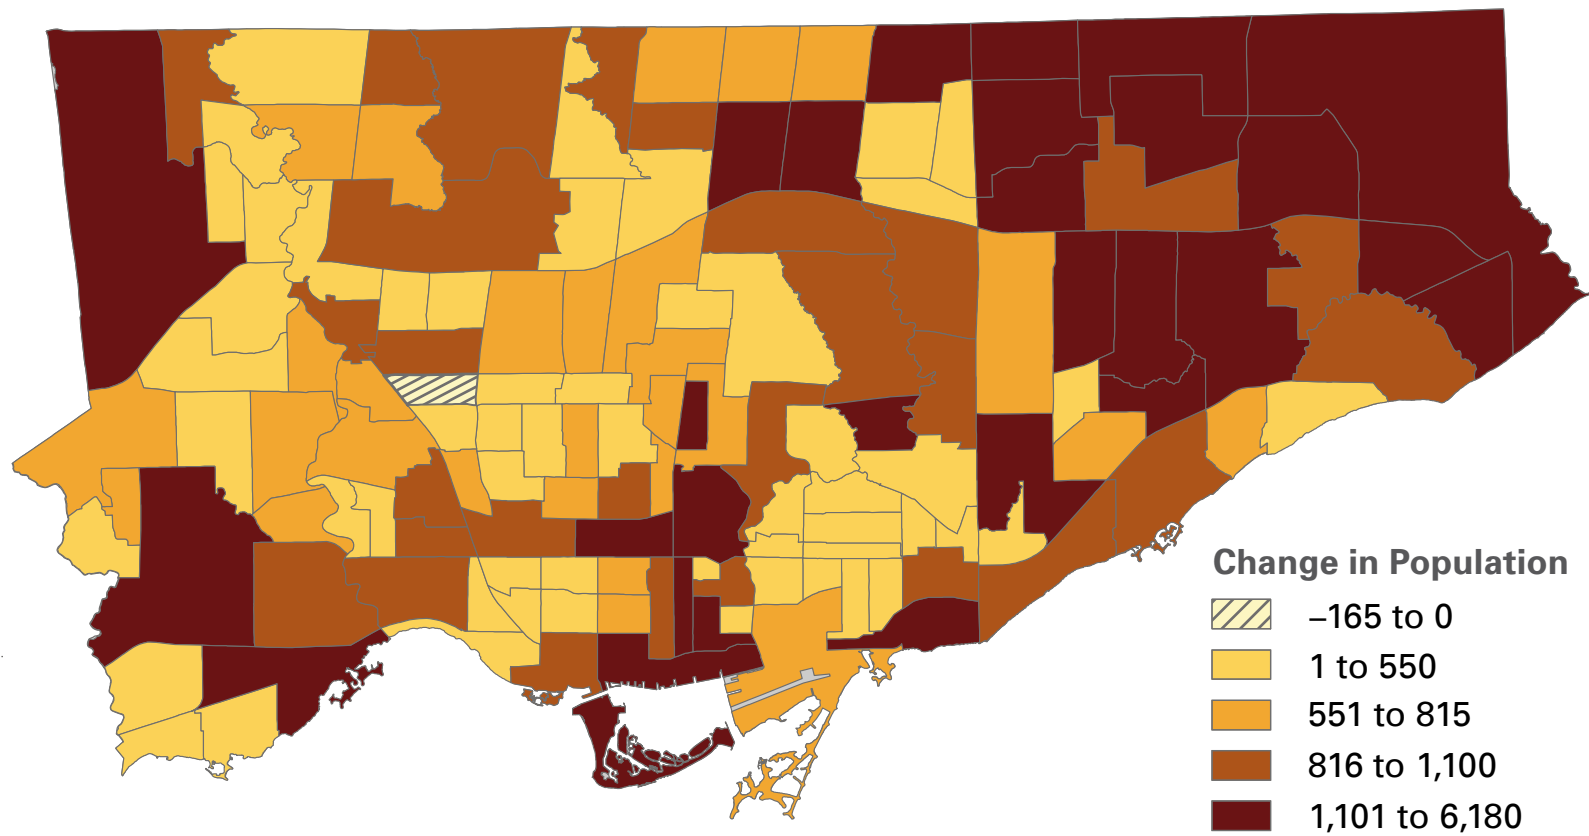 Change in Population
–165 to 0
1 to 550
551 to 815
816 to 1,100
1,101 to 6,180